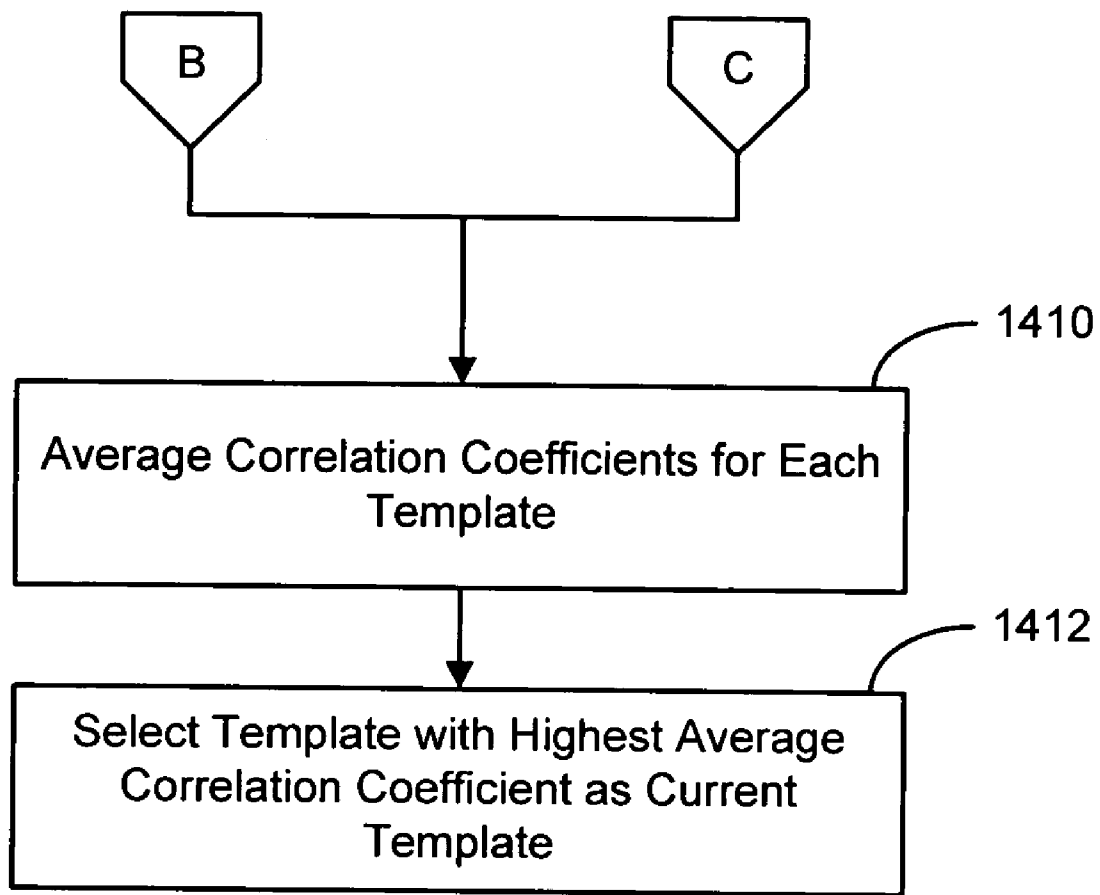 B
C
1410
Average Correlation Coefficients for Each
Template
1412
Select Template with Highest Average
Correlation Coefficient as Current
Template